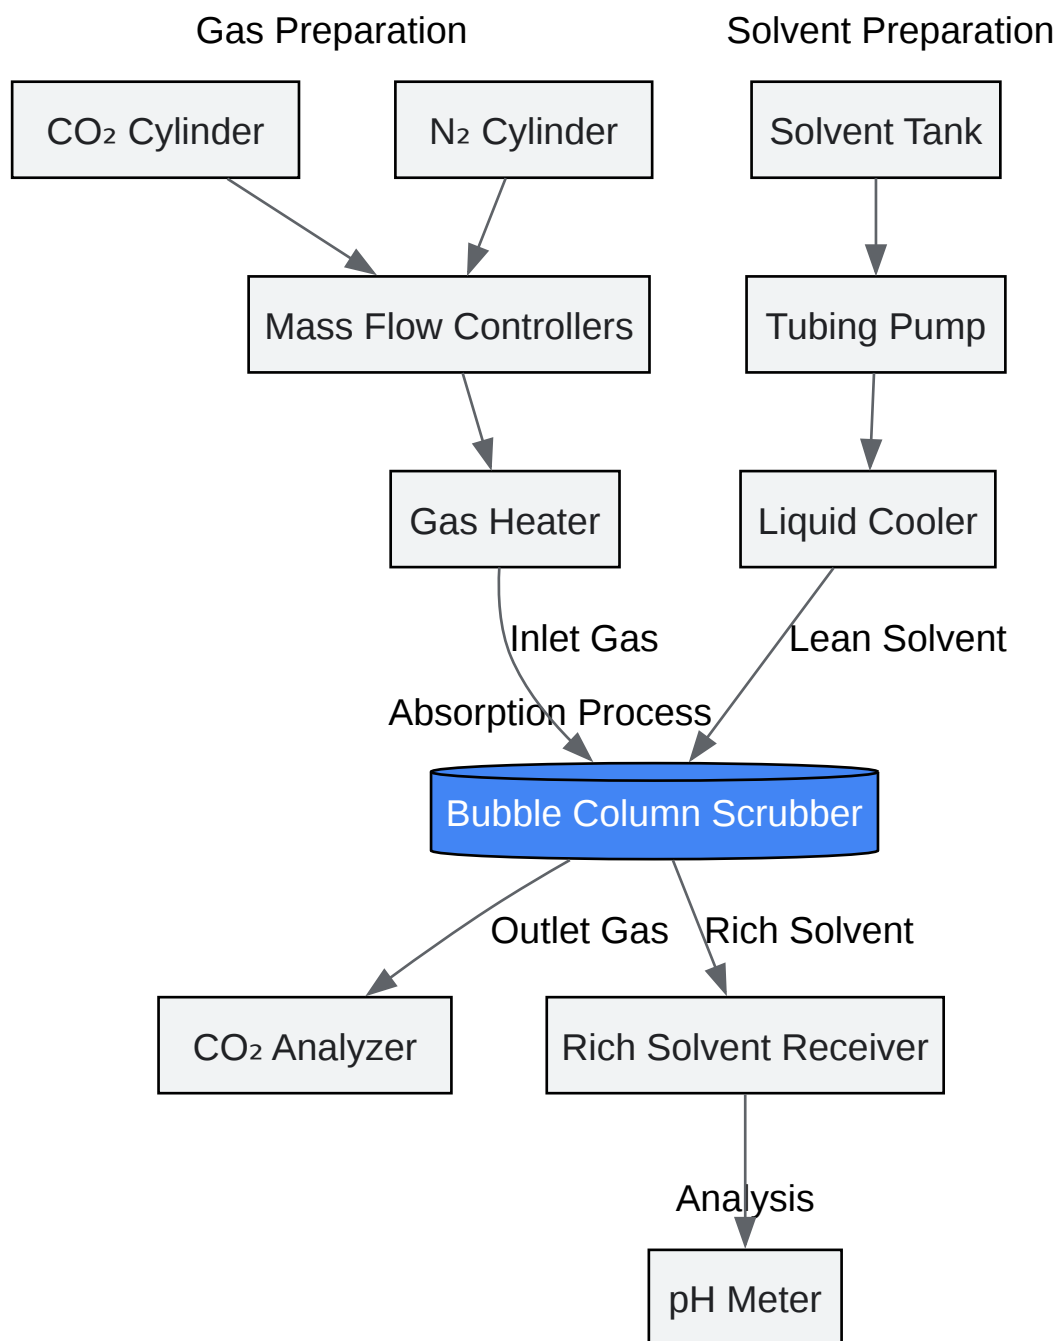 Gas Preparation
Solvent Preparation
CO₂ Cylinder
N₂ Cylinder
Solvent Tank
Mass Flow Controllers
Tubing Pump
Gas Heater
Liquid Cooler
Inlet Gas
Lean Solvent
Absorption Process
Bubble Column Scrubber
Outlet Gas
Rich Solvent
CO₂ Analyzer
Rich Solvent Receiver
Analysis
pH Meter